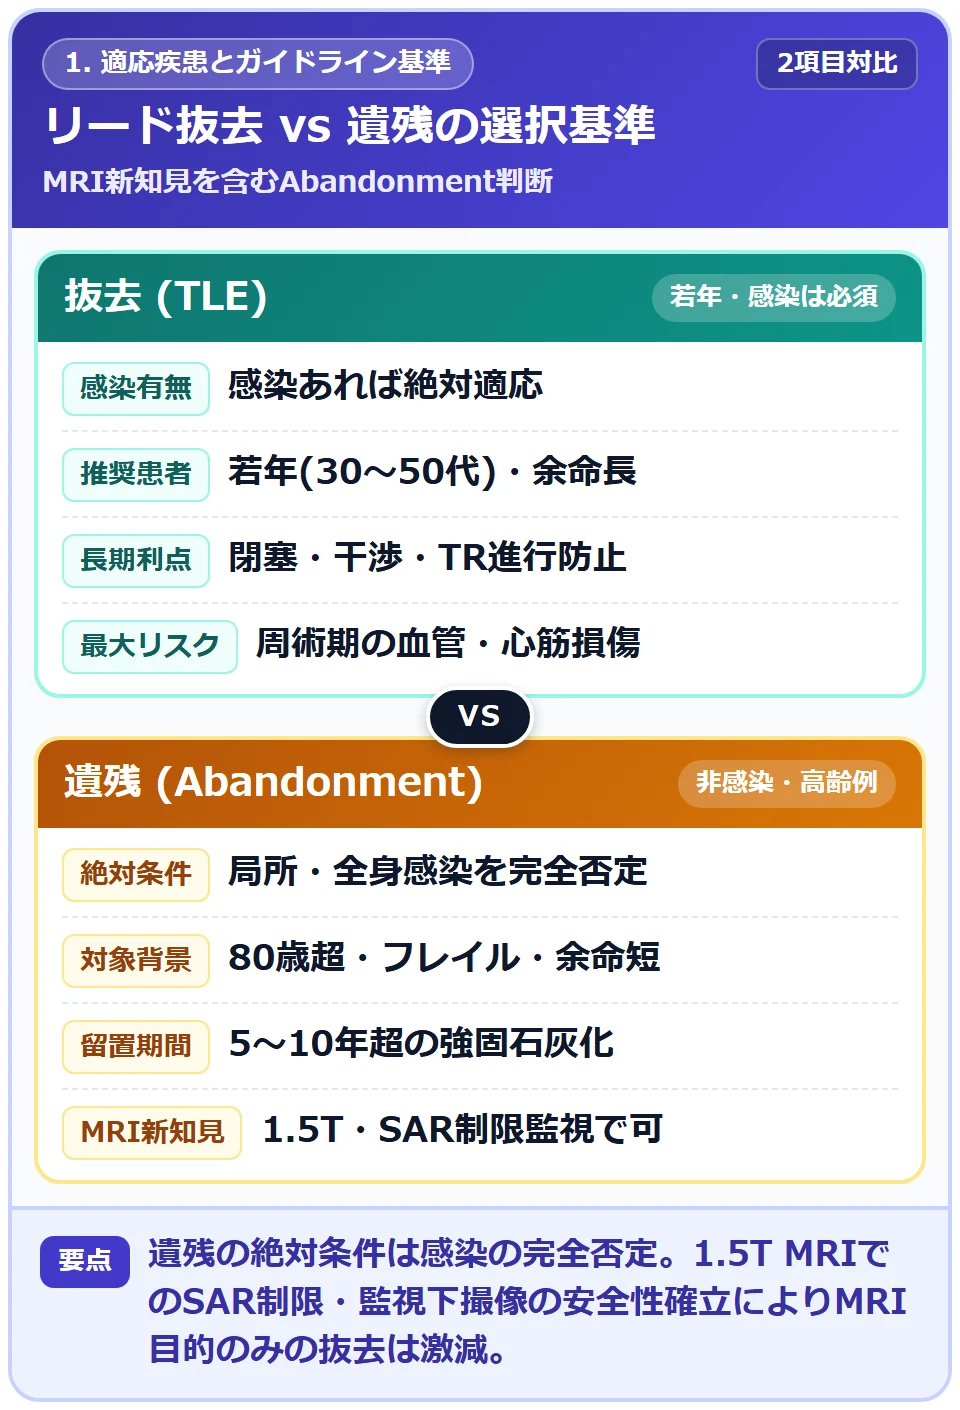 1. 適応疾患とガイドライン基準
2項目対比
リード抜去 vs 遺残の選択基準
MRI新知見を含むAbandonment判断
抜去 (TLE)
若年・感染は必須
感染有無 感染あれば絶対適応
推奨患者 若年(30〜50代)・余命長
長期利点 閉塞・干渉・TR進行防止
最大リスク 周術期の血管・心筋損傷
VS
遺残 (Abandonment)
非感染・高齢例
絶対条件 局所・全身感染を完全否定
対象背景 80歳超・フレイル・余命短
留置期間 5〜10年超の強固石灰化
MRI新知見 1.5T・SAR制限監視で可
要点 遺残の絶対条件は感染の完全否定。1.5T MRIで
のSAR制限・監視下撮像の安全性確立によりMRI
目的のみの抜去は激減。